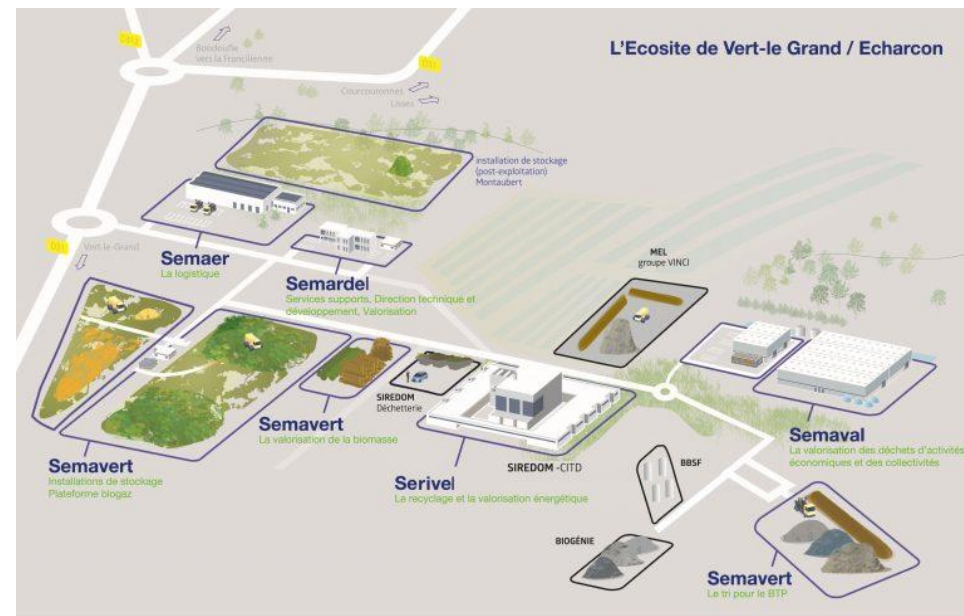 L'Ecosite de Vert-le Grand / Echarcon
D312
Bondoufle
vers la Francilienne
D31
Courcouronnes
Lisses
installation de stockage
(post-exploitation)
Montaubert
D31
Vert-le-Grand
Semaer
La logistique
Semardel
Services supports, Direction technique et
développement, Valorisation
MEL
groupe VINCI
SIREDOM
Déchetterie
Semavert
La valorisation de la biomasse
Semavert
Installations de stockage
Plateforme biogaz
SIREDOM -CITD
Serivel
Le recyclage et la valorisation énergétique
Semaval
La valorisation des déchets d'activités
économiques et des collectivités
BBSF
BIOGÉNIE
Semavert
Le tri pour le BTP